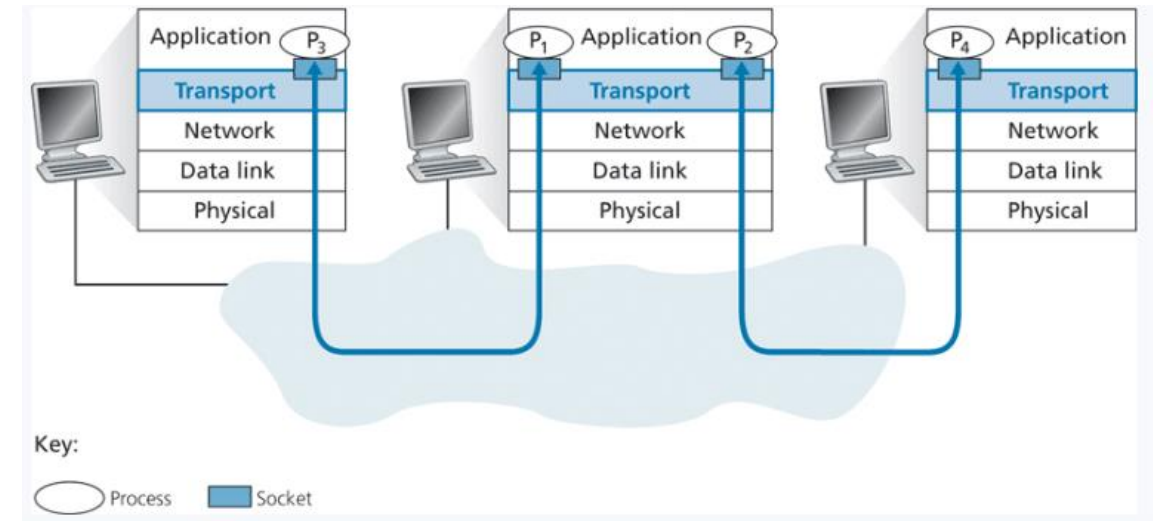 Application P₃
Transport
Network
Data link
Physical
P₁ Application P₂
Transport
Network
Data link
Physical
P₄ Application
Transport
Network
Data link
Physical
Key:
Process Socket